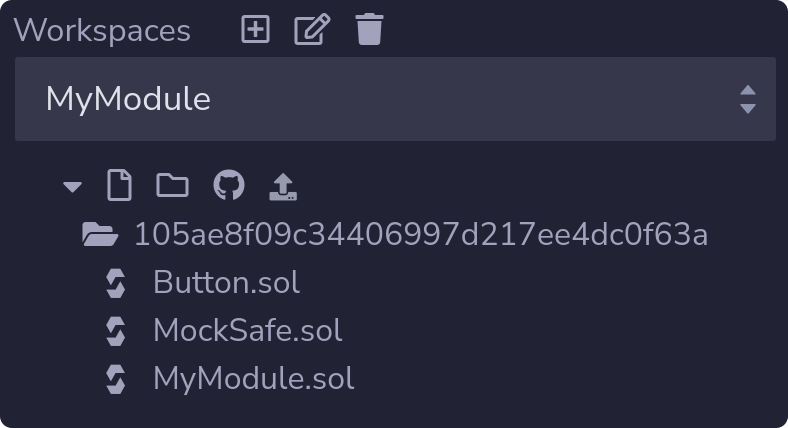 Workspaces
MyModule
105ae8f09c34406997d217ee4dc0f63a
Button.sol
MockSafe.sol
MyModule.sol